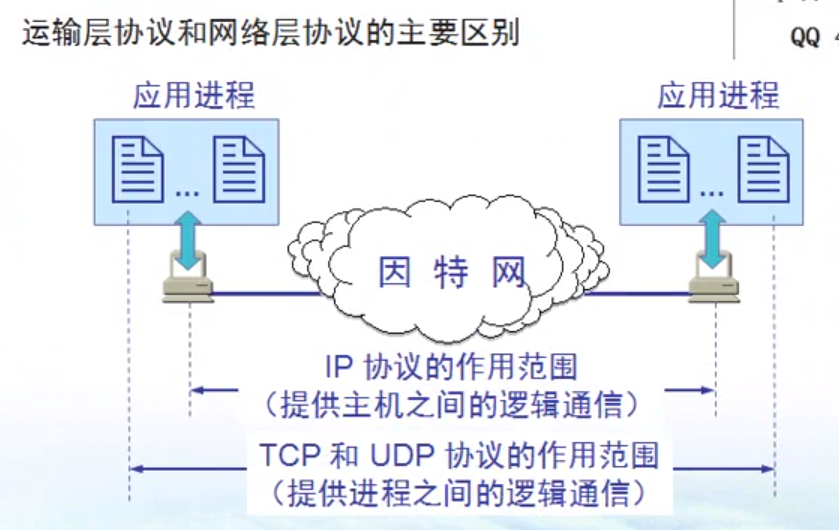 运输层协议和网络层协议的主要区别
QQ
应用进程
应用进程
...
...
因特网
IP 协议的作用范围
（提供主机之间的逻辑通信）
TCP 和 UDP 协议的作用范围
（提供进程之间的逻辑通信）